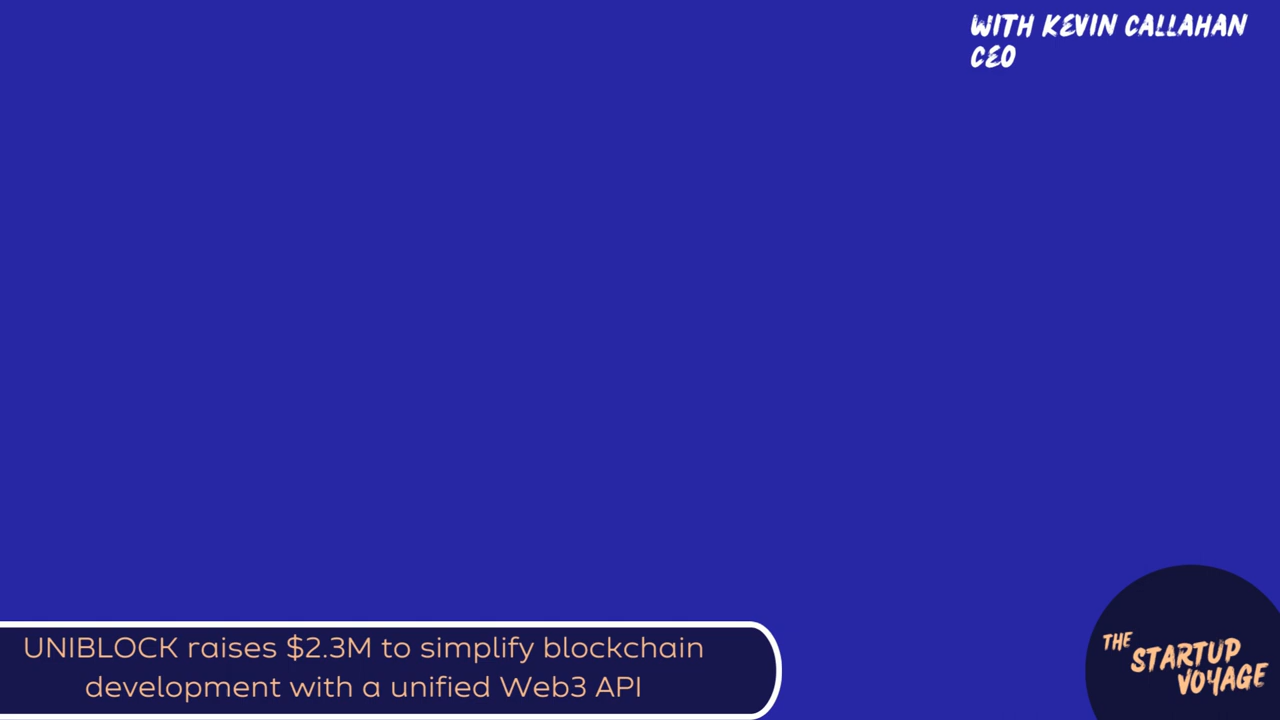 WITH KEVIN CALLAHAN
CEO
UNIBLOCK raises $2.3M to simplify blockchain
development with a unified Web3 API
THE
STARTUP
VOYAGE